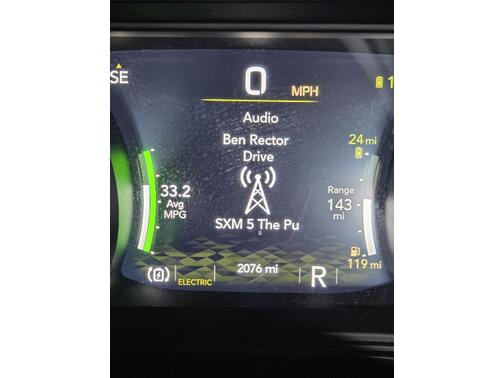 SE
0 MPH
1
Audio
Ben Rector
Drive
24 mi
33.2
Avg
MPG
Range
143
mi
SXM 5 The Pu
ELECTRIC
2076 mi
R
119 mi